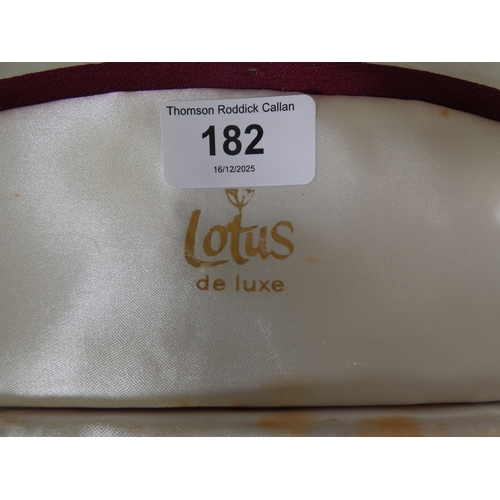 Thomson Roddick Callan
182
16/12/2025
Lotus
de luxe